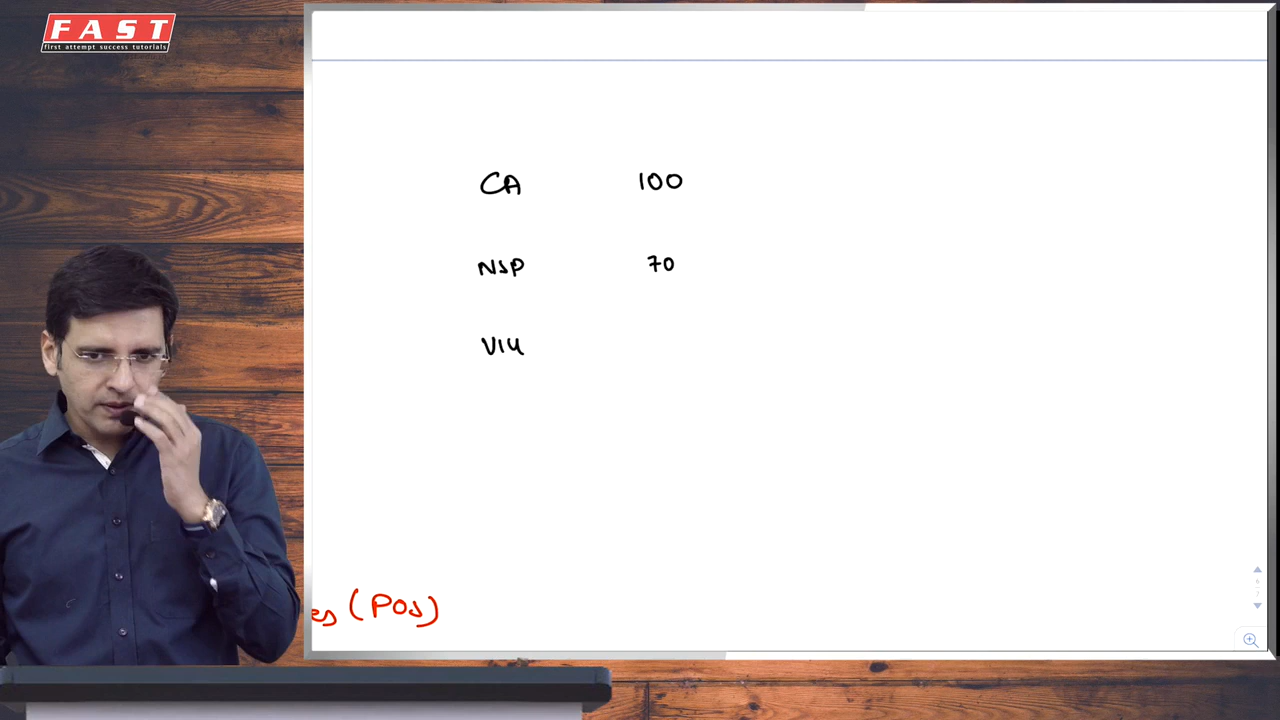 FAST
first attempt success tutorials
CA 100
NSP 70
VIU
es (POs)